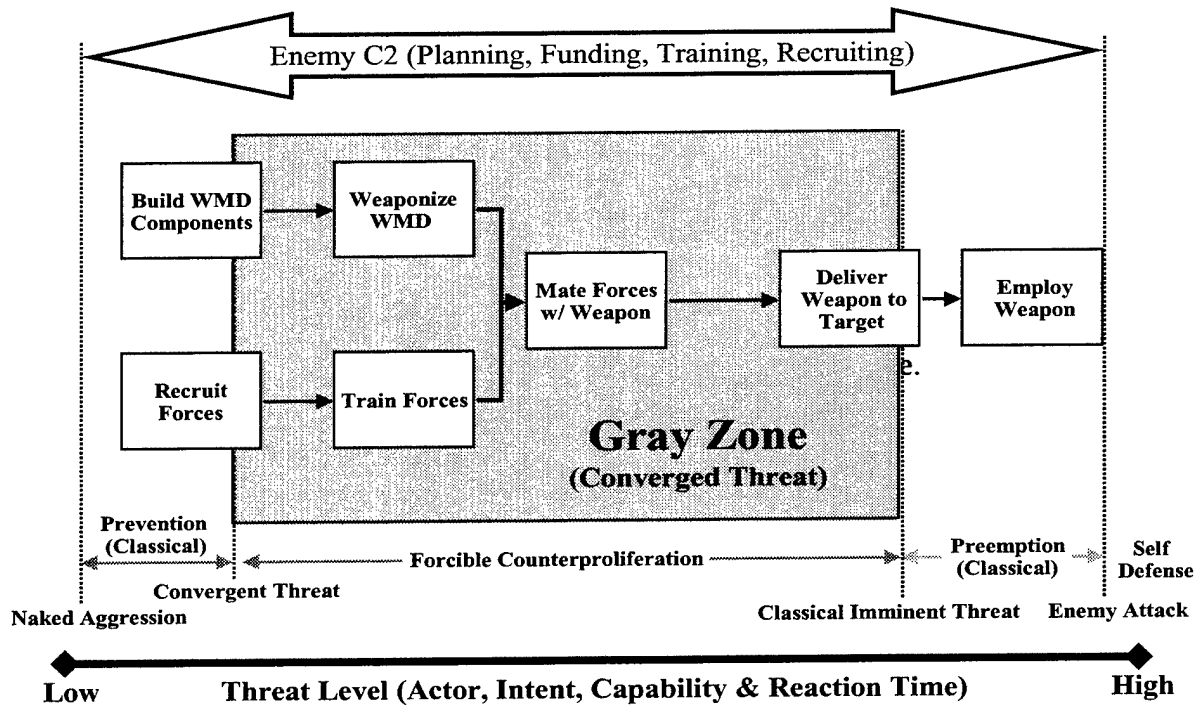 Enemy C2 (Planning, Funding, Training, Recruiting)
Build WMD
Components
Weaponize
WMD
Mate Forces
w/ Weapon
Deliver
Weapon to
Target
Employ
Weapon
e.
Recruit
Forces
Train Forces
Gray Zone
(Converged Threat)
Prevention
(Classical)
Forcible Counterproliferation
Preemption
(Classical)
Self
Defense
Convergent Threat
Naked Aggression
Classical Imminent Threat
Enemy Attack
Low
Threat Level (Actor, Intent, Capability & Reaction Time)
High